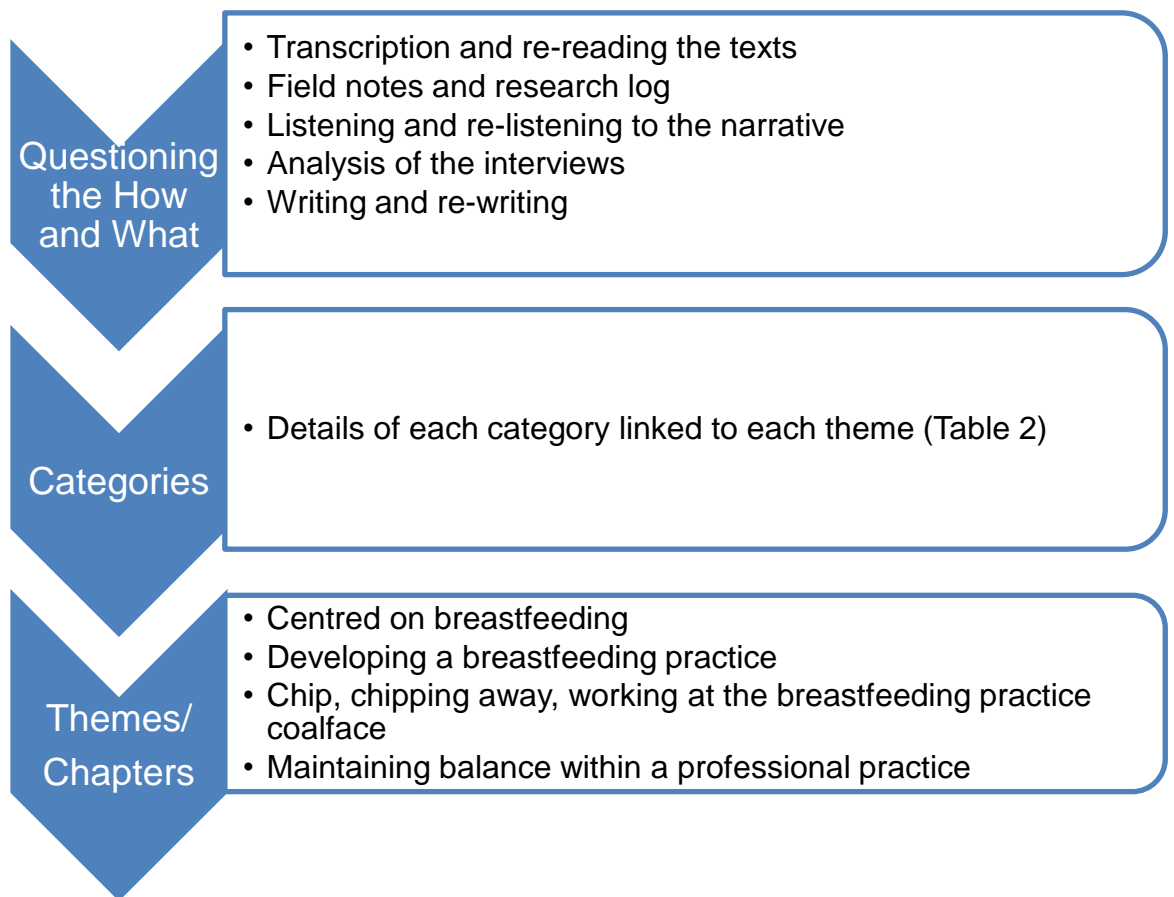 Questioning
the How
and What
• Transcription and re-reading the texts
• Field notes and research log
• Listening and re-listening to the narrative
• Analysis of the interviews
• Writing and re-writing
Categories
• Details of each category linked to each theme (Table 2)
Themes/
Chapters
• Centred on breastfeeding
• Developing a breastfeeding practice
• Chip, chipping away, working at the breastfeeding practice
coalface
• Maintaining balance within a professional practice